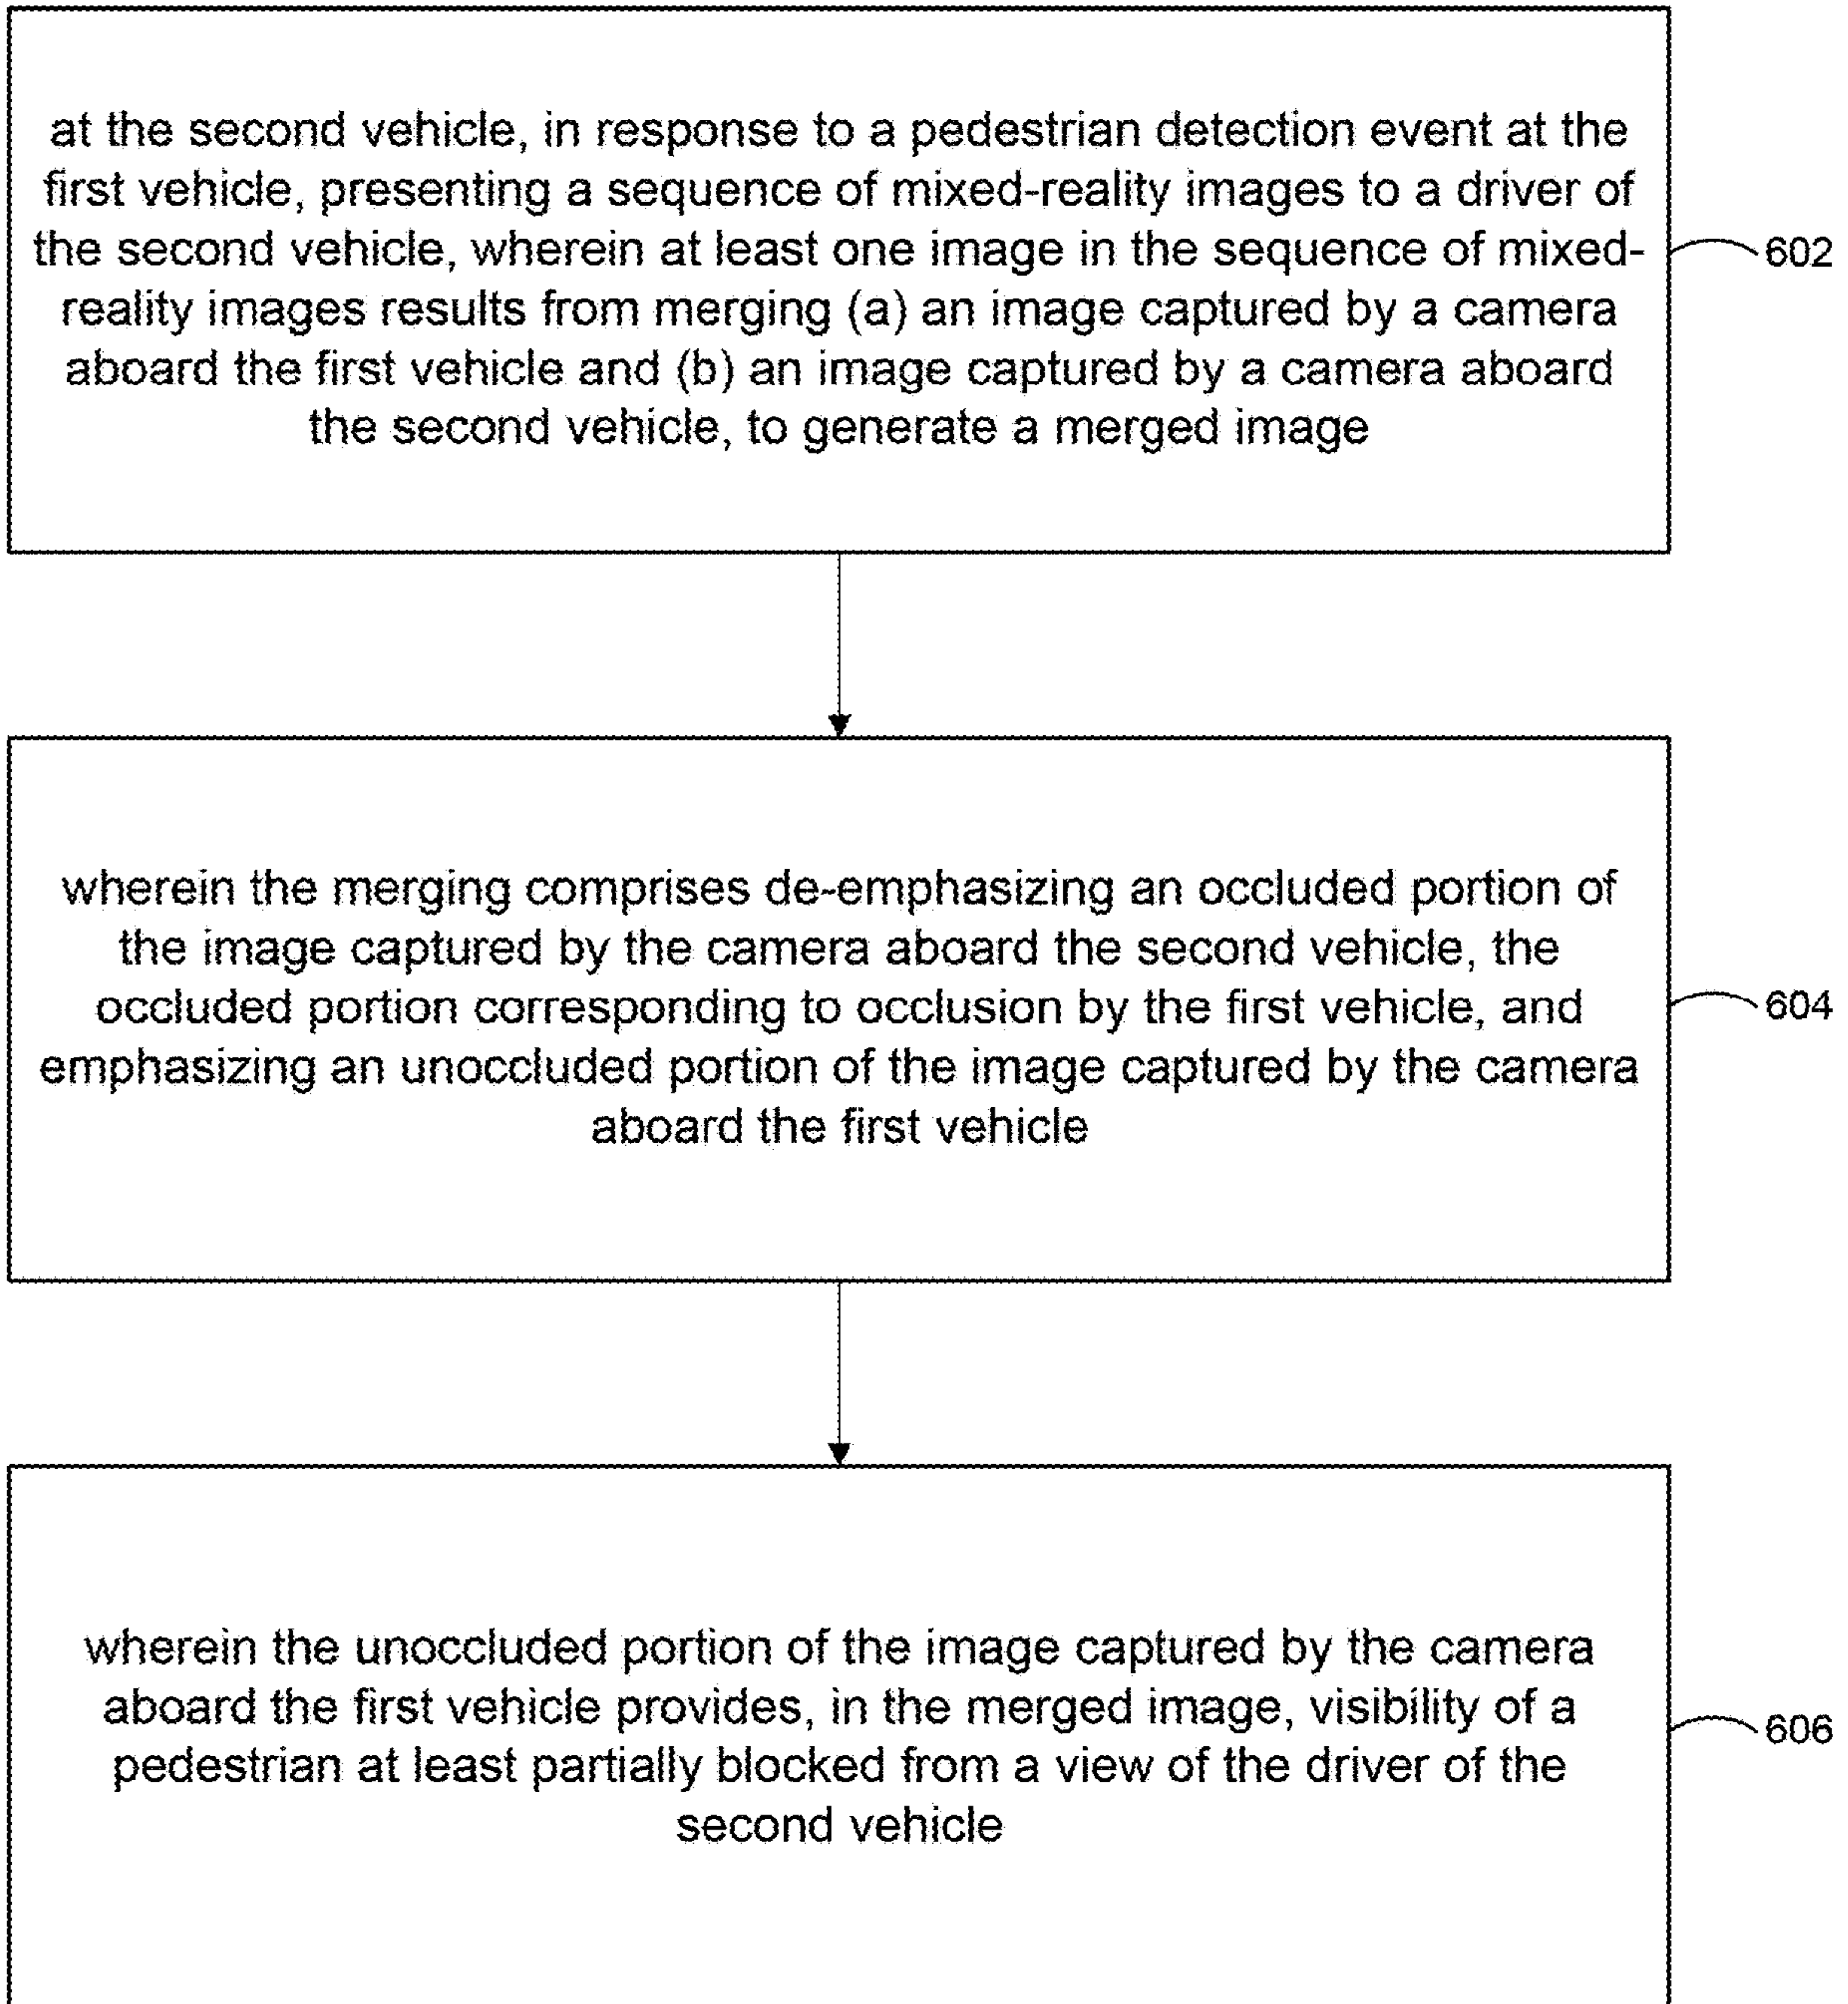 at the second vehicle, in response to a pedestrian detection event at the
first vehicle, presenting a sequence of mixed-reality images to a driver of
the second vehicle, wherein at least one image in the sequence of mixed-
reality images results from merging (a) an image captured by a camera
aboard the first vehicle and (b) an image captured by a camera aboard
the second vehicle, to generate a merged image
602
wherein the merging comprises de-emphasizing an occluded portion of
the image captured by the camera aboard the second vehicle, the
occluded portion corresponding to occlusion by the first vehicle, and
emphasizing an unoccluded portion of the image captured by the camera
aboard the first vehicle
604
wherein the unoccluded portion of the image captured by the camera
aboard the first vehicle provides, in the merged image, visibility of a
pedestrian at least partially blocked from a view of the driver of the
second vehicle
606